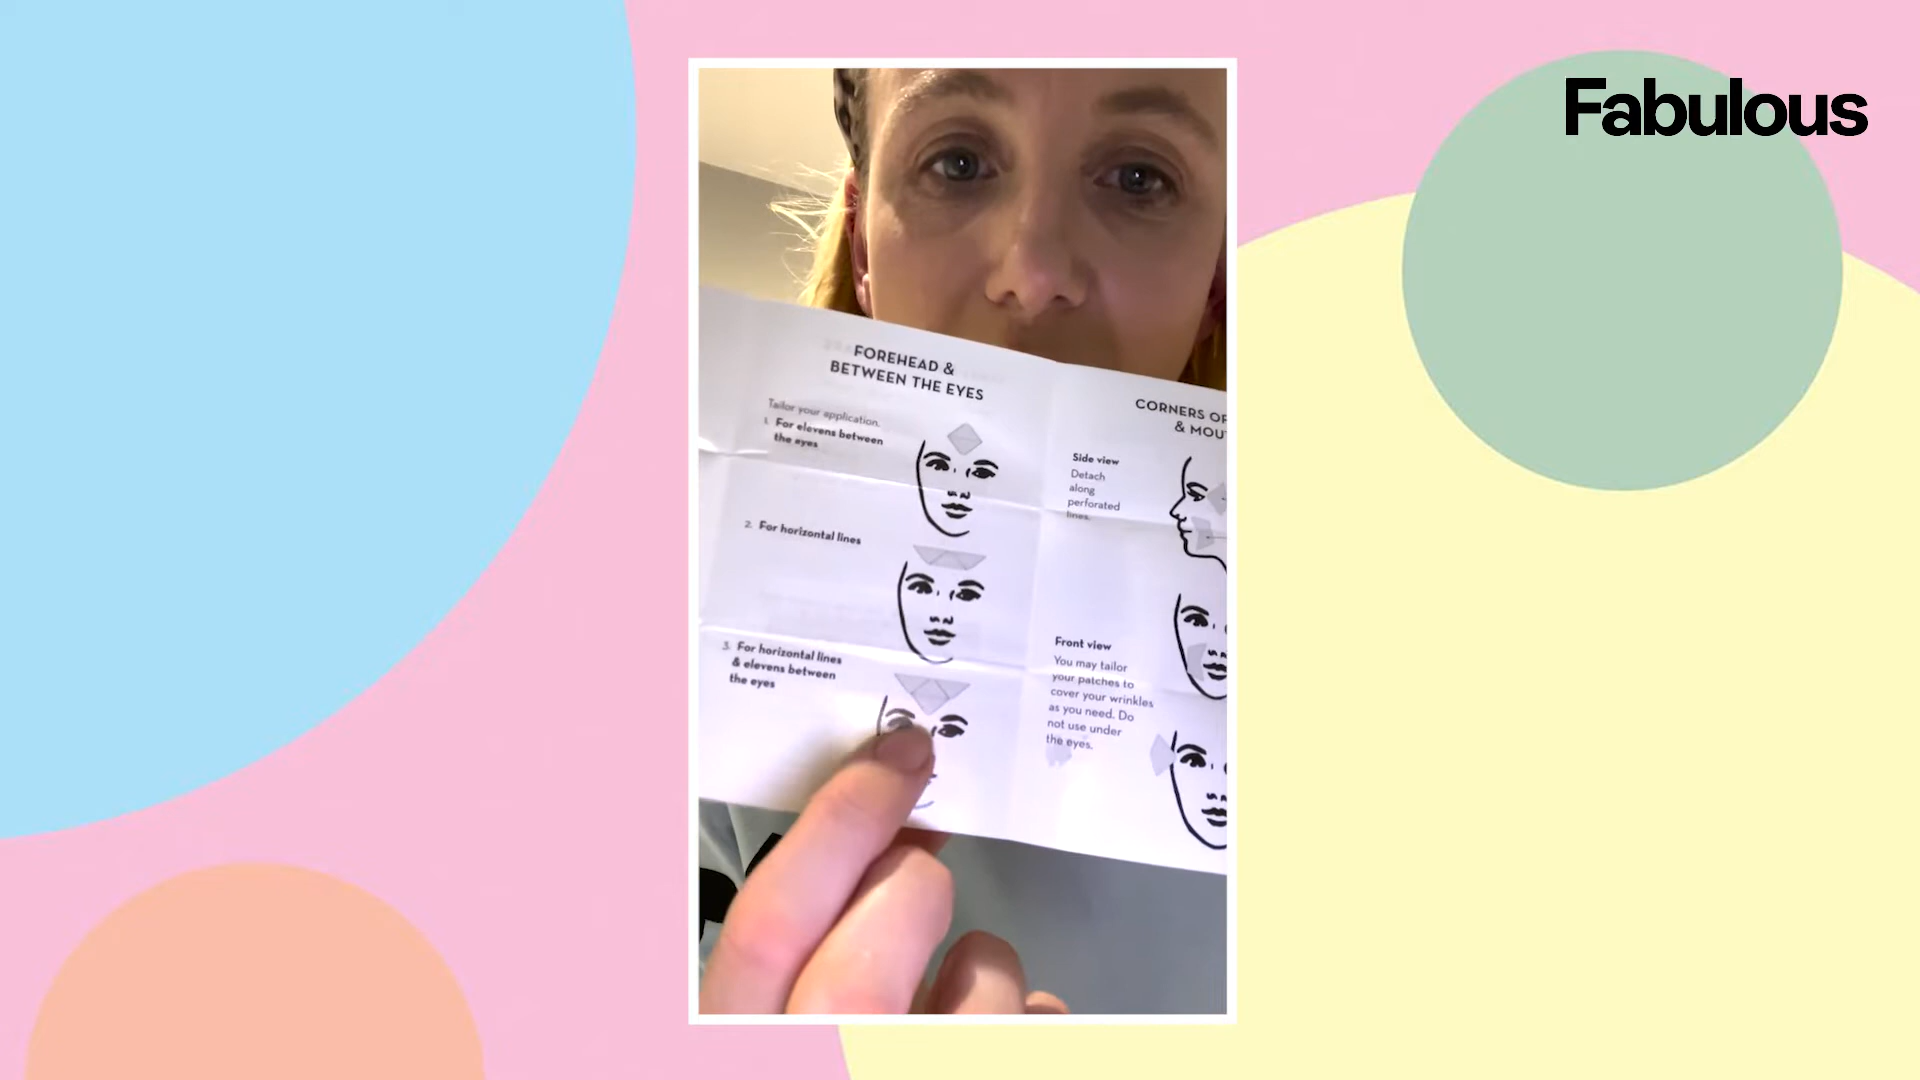 Fabulous
FOREHEAD &
BETWEEN THE EYES
Tailor your application.
1. For elevens between
the eyes
2. For horizontal lines
3. For horizontal lines
& elevens between
the eyes
CORNERS OF
& MOU
Side view
Detach
along
perforated
lines.
Front view
You may tailor
your patches to
cover your wrinkles
as you need. Do
not use under
the eyes.